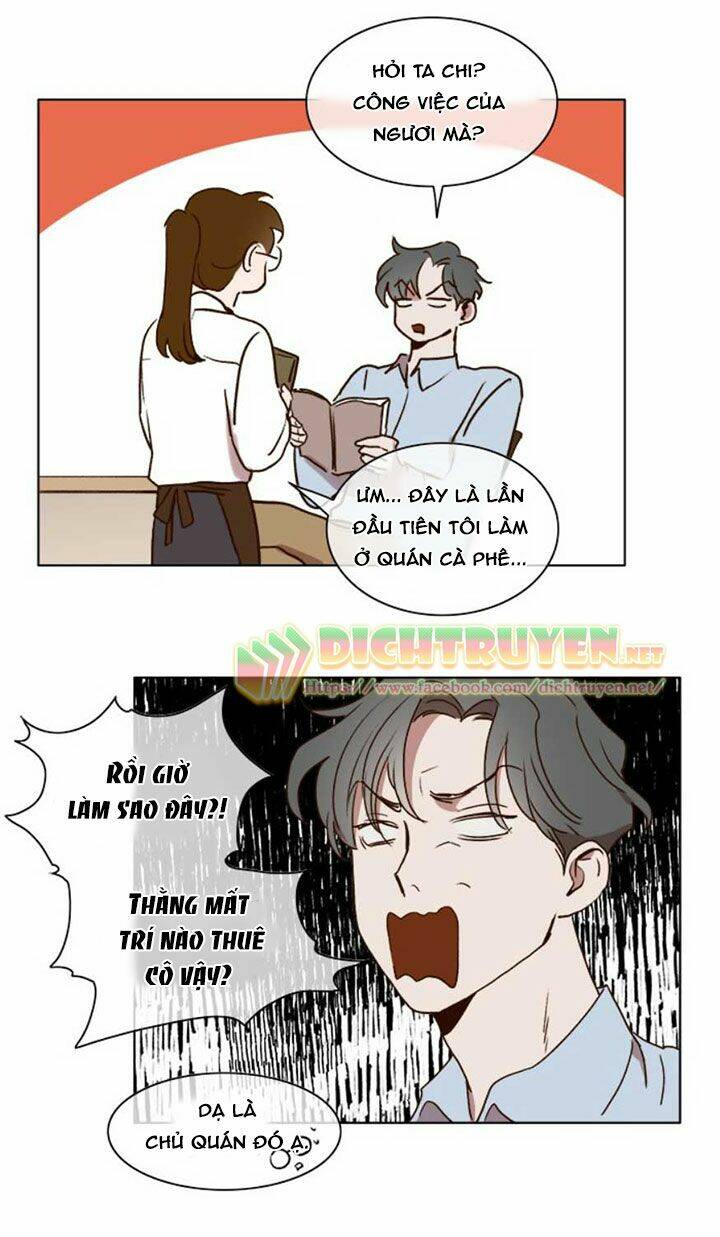 HỎI TA CHI?
CÔNG VIỆC CỦA
NGƯƠI MÀ?
ƯM... ĐÂY LÀ LẦN
ĐẦU TIÊN TÔI LÀM
Ở QUÁN CÀ PHÊ...
DICHTRUYEN.NET
Https://www.facebook.com/dichtruyen.net/
RỒI GIỜ
LÀM SAO ĐÂY?!
THẰNG MẤT
TRÍ NÀO THUÊ
CÔ VẬY?
DẠ LÀ
CHỦ QUÁN ĐÓ Ạ.